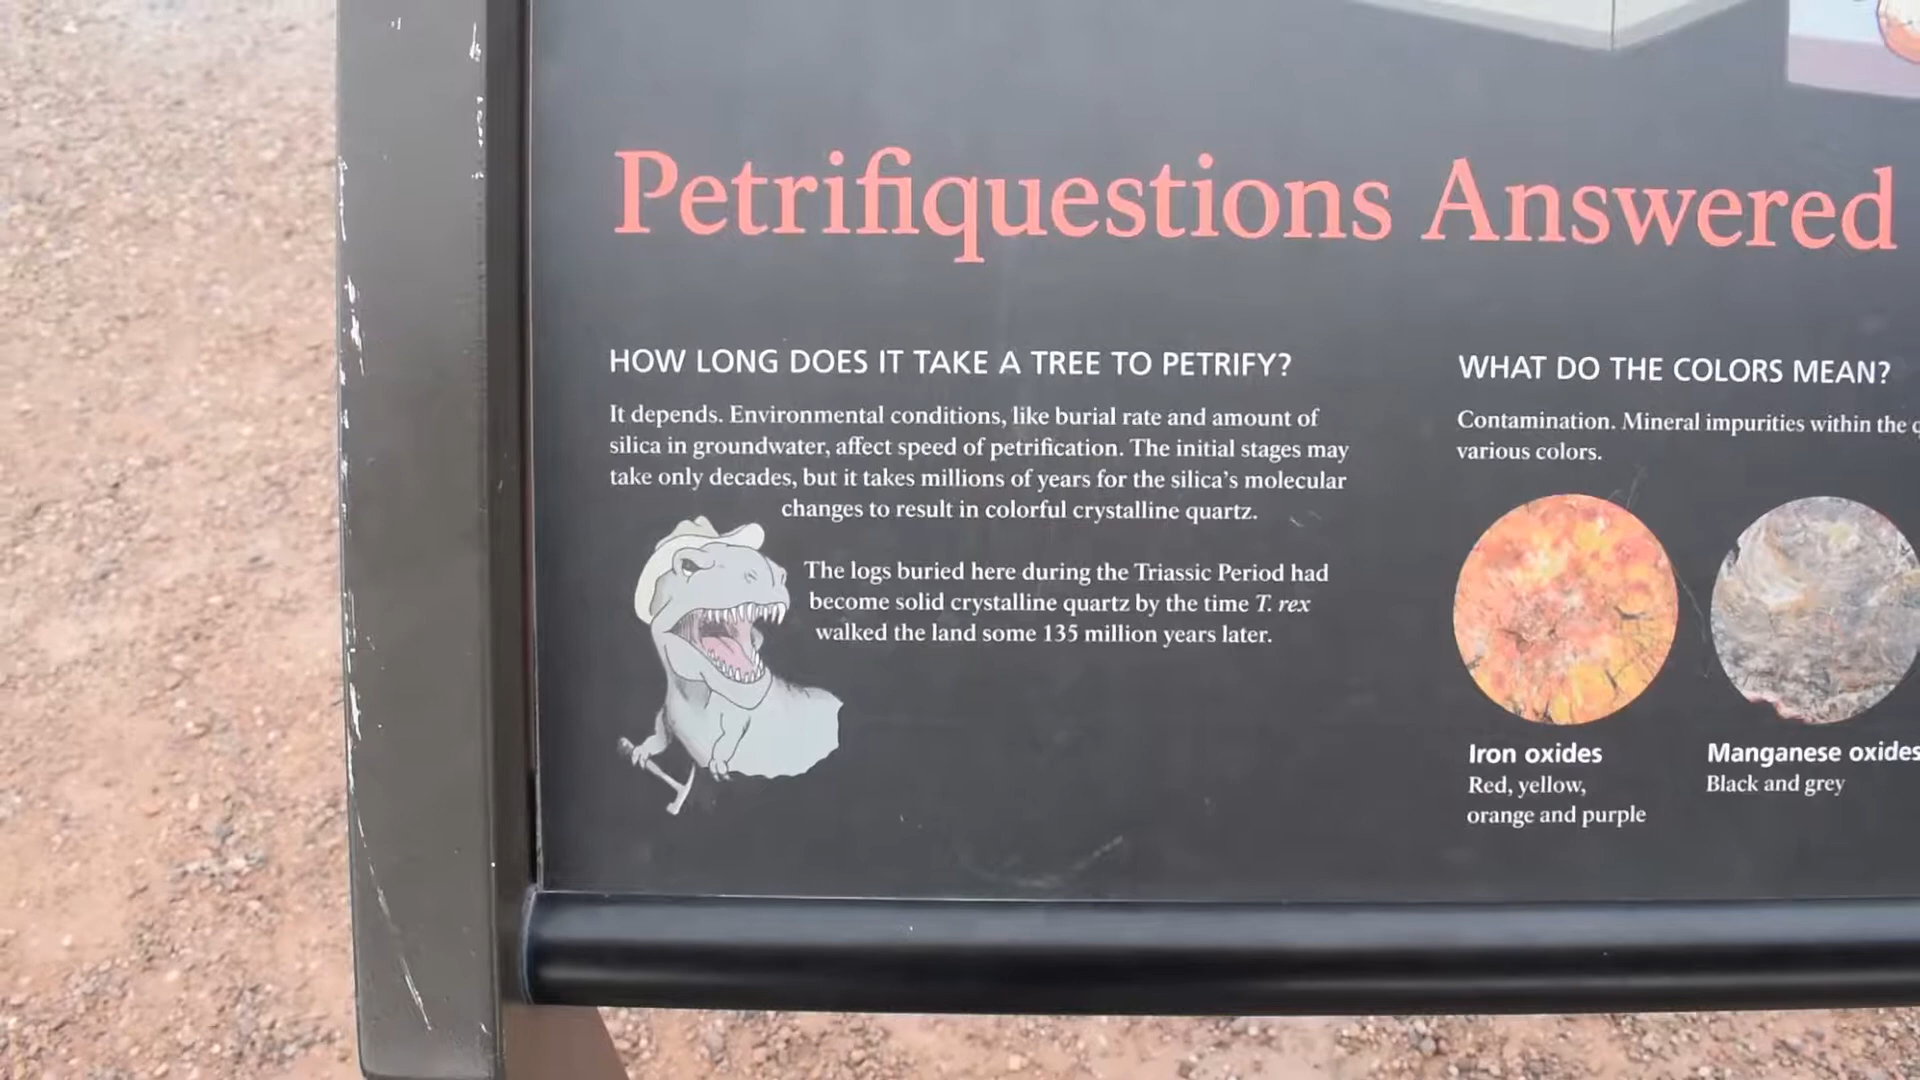 Petrifiquestions Answered
HOW LONG DOES IT TAKE A TREE TO PETRIFY?
It depends. Environmental conditions, like burial rate and amount of
silica in groundwater, affect speed of petrification. The initial stages may
take only decades, but it takes millions of years for the silica's molecular
changes to result in colorful crystalline quartz.
The logs buried here during the Triassic Period had
become solid crystalline quartz by the time T. rex
walked the land some 135 million years later.
WHAT DO THE COLORS MEAN?
Contamination. Mineral impurities within the
various colors.
Iron oxides
Red, yellow,
orange and purple
Manganese oxides
Black and grey